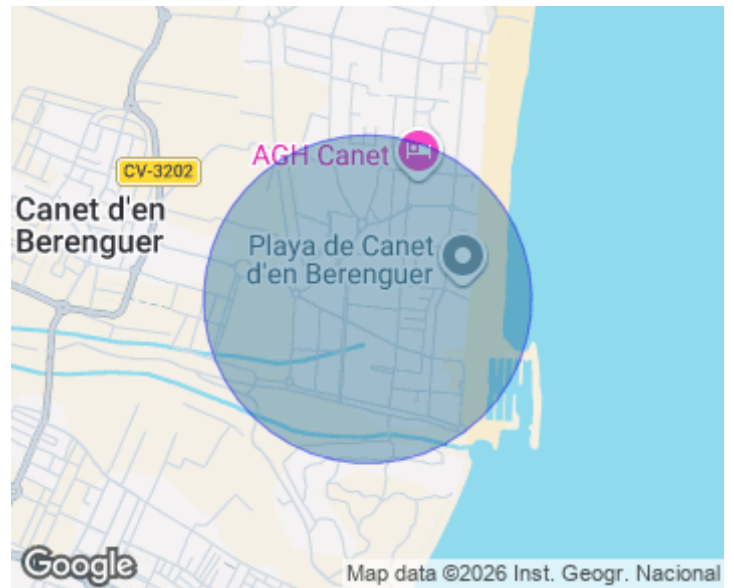 AGH Canet
CV-3202
Canet d'en
Berenguer
Playa de Canet
d'en Berenguer
Google
Map data ©2026 Inst. Geogr. Nacional